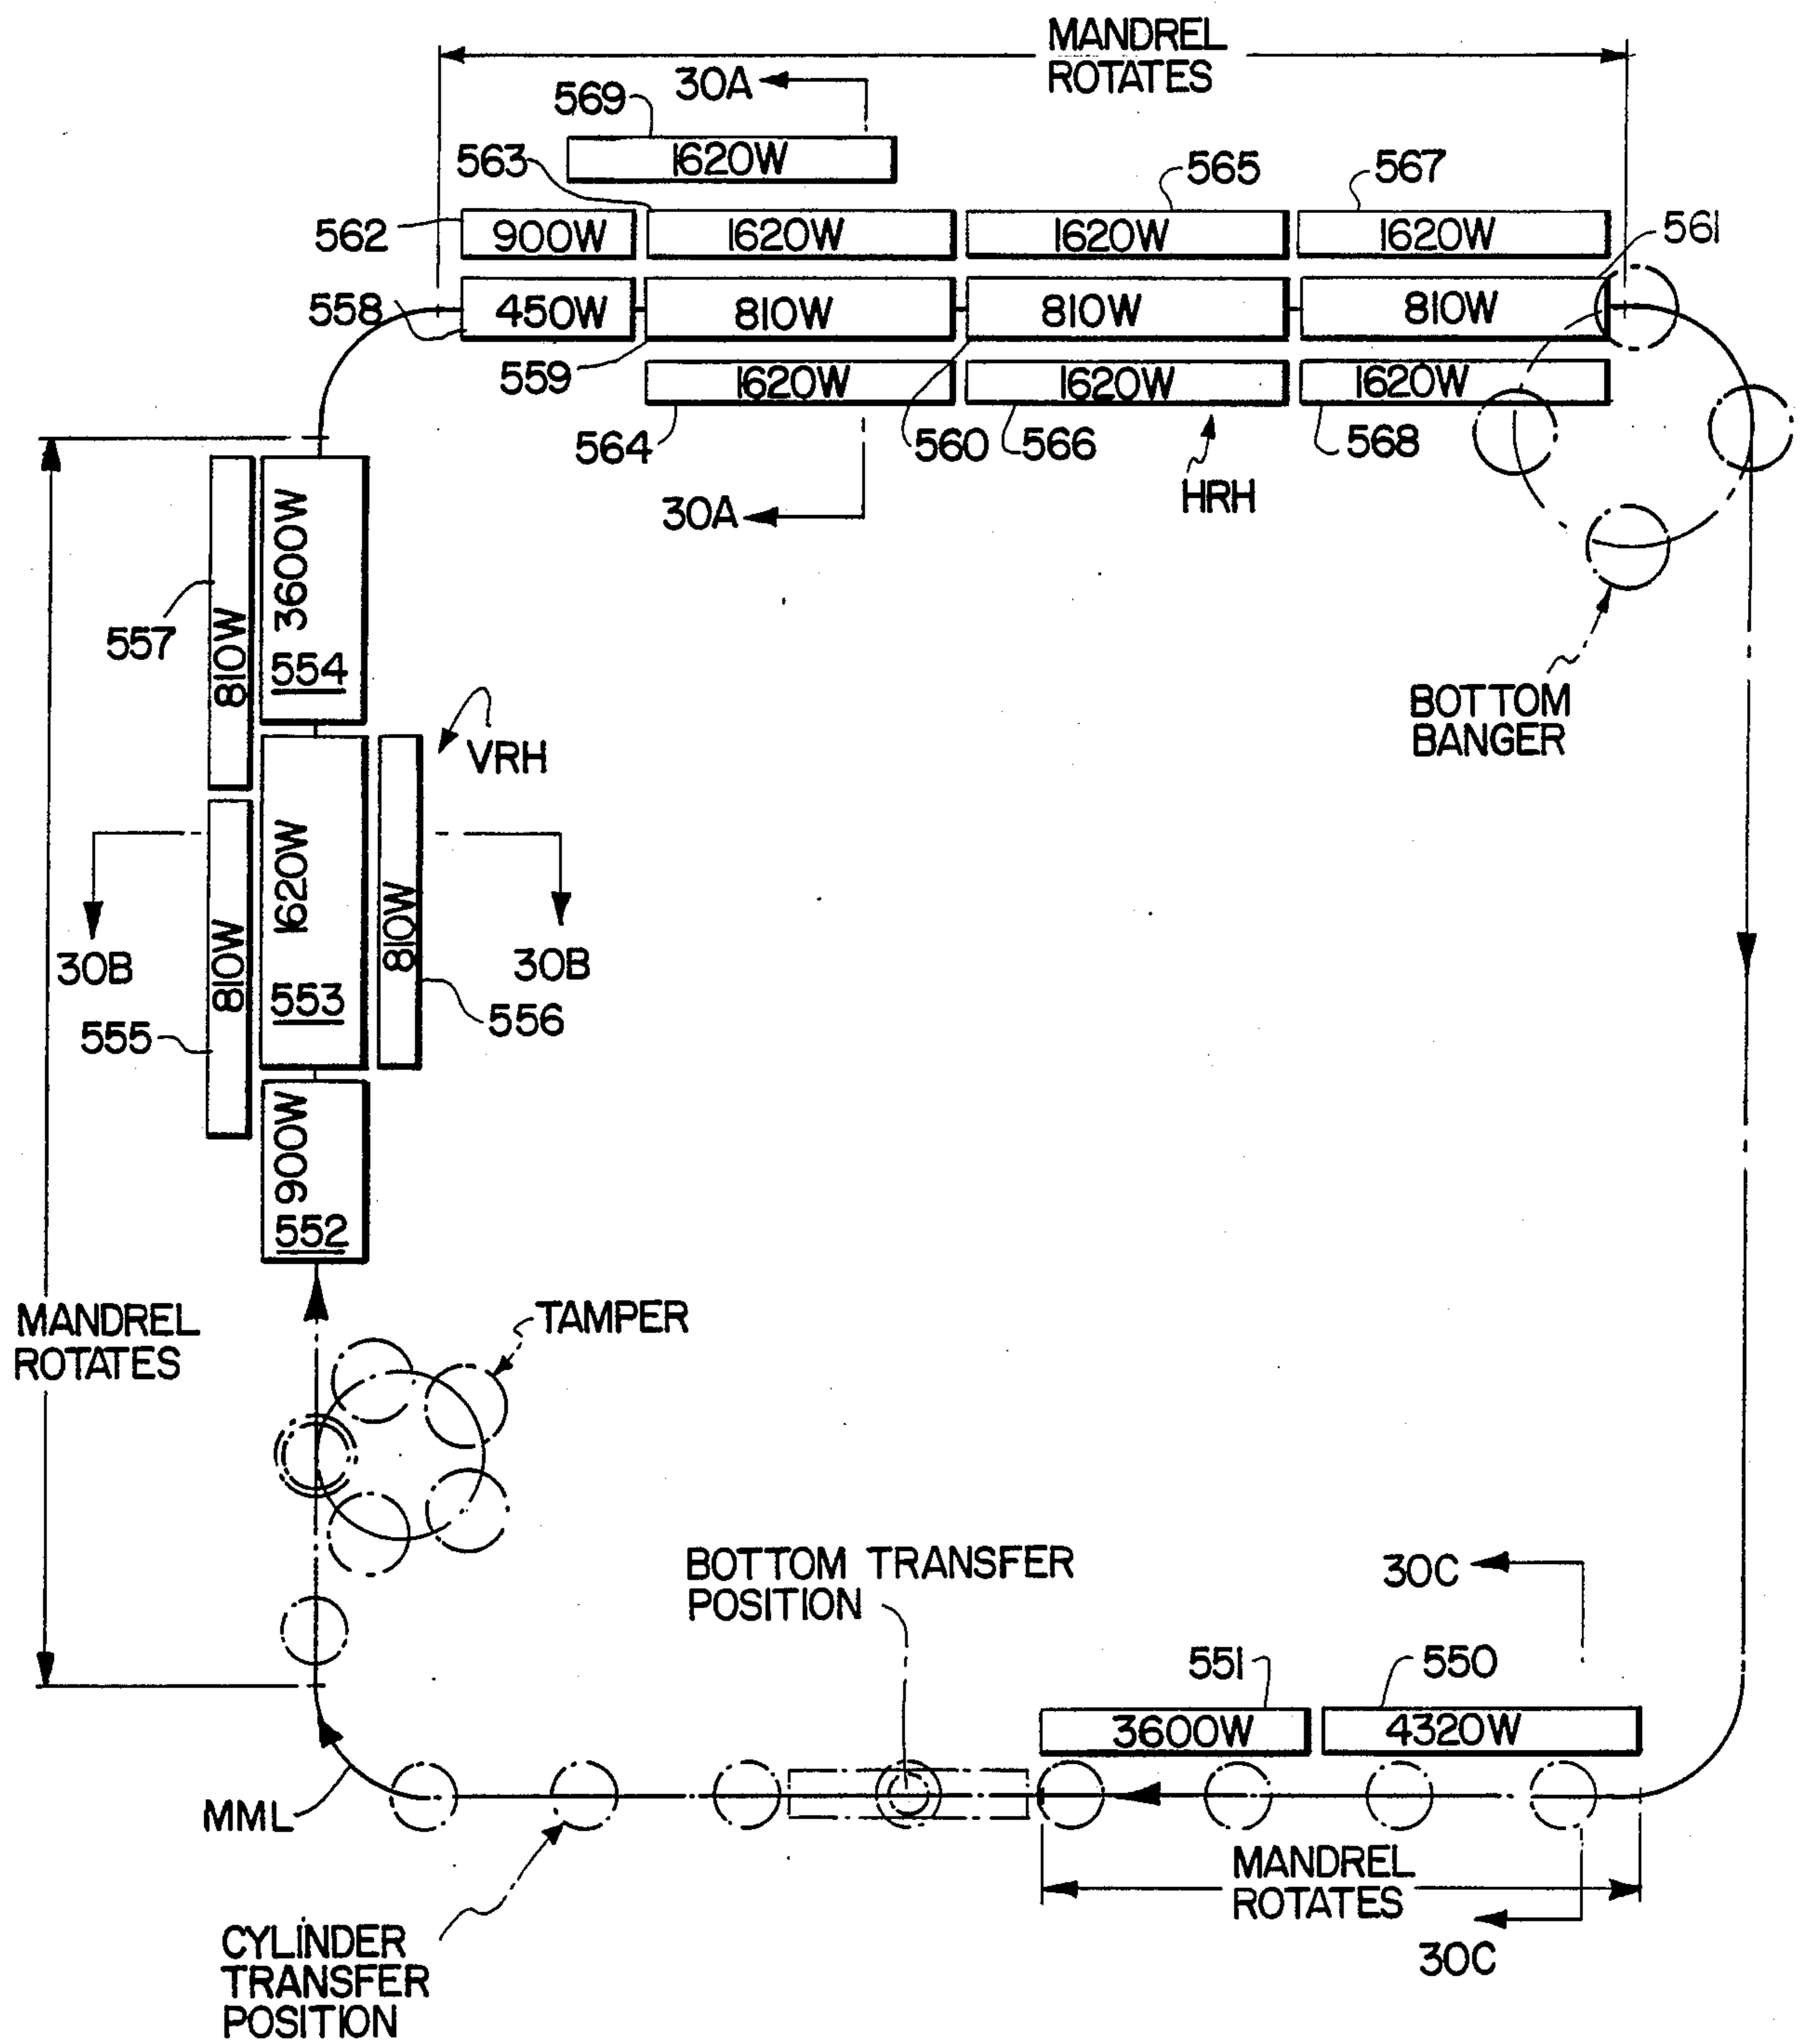 MANDREL
ROTATES
30A
569
1620W
563
565
567
562
900W
1620W
1620W
1620W
561
558
450W
810W
810W
810W
559
1620W
1620W
1620W
564
560
566
568
30A
HRH
557
810W
3600W
554
BOTTOM
BANGER
VRH
30B
810W
1620W
553
810W
30B
555
556
900W
552
MANDREL
ROTATES
TAMPER
BOTTOM TRANSFER
POSITION
30C
551
550
3600W
4320W
MML
MANDREL
ROTATES
30C
CYLINDER
TRANSFER
POSITION